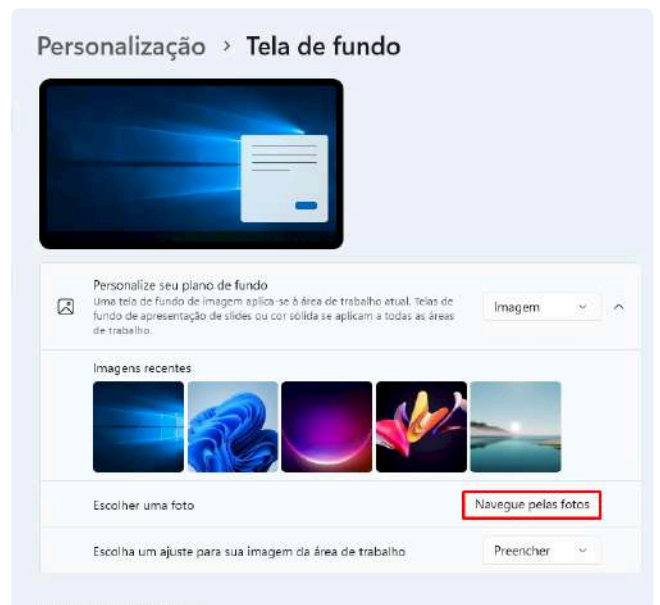 Personalização > Tela de fundo
Personalize seu plano de fundo
Uma tela de fundo de imagem aplica-se à área de trabalho atual. Telas de
fundo de apresentação de slides ou cor sólida se aplicam a todas as áreas
de trabalho.
Imagem
Imagens recentes
Escolher uma foto
Navegue pelas fotos
Escolha um ajuste para sua imagem da área de trabalho
Preencher